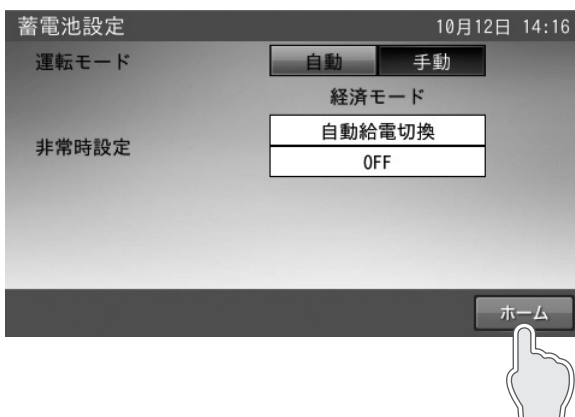 蓄電池設定 10月12日 14:16
運転モード 自動 手動
経済モード
非常時設定 自動給電切換
OFF
ホーム